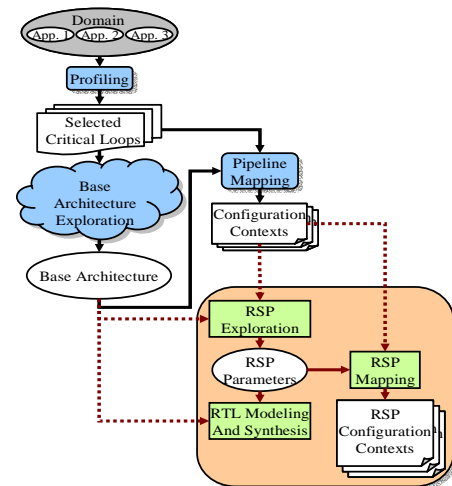 Domain
App. 1 App. 2 App. 3
Profiling
Selected
Critical Loops
Pipeline
Mapping
Base
Architecture
Exploration
Configuration
Contexts
Base Architecture
RSP
Exploration
RSP
Parameters
RSP
Mapping
RTL Modeling
And Synthesis
RSP
Configuration
Contexts